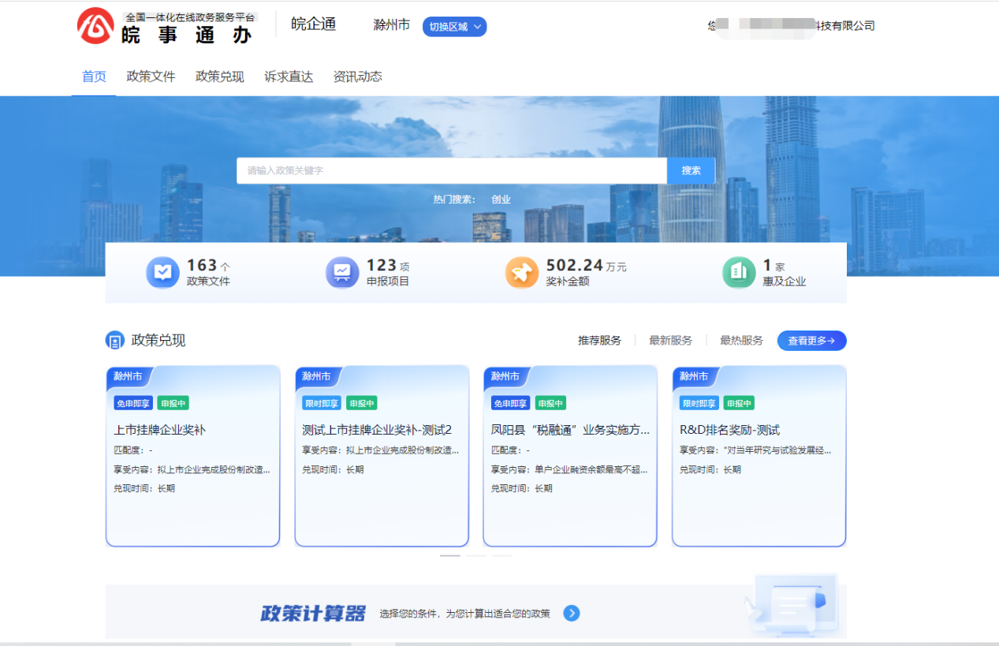 全国一体化在线政务服务平台
皖事通办
皖企通
滁州市
切换区域
您
科技有限公司
首页 政策文件 政策兑现 诉求直达 资讯动态
请输入政策关键字
搜索
热门搜索： 创业
163 个
政策文件
123 项
申报项目
502.24 万元
奖补金额
1 家
惠及企业
政策兑现
推荐服务 最新服务 最热服务 查看更多→
滁州市
免申即享 申报中
上市挂牌企业奖补
匹配度： -
享受内容： 拟上市企业完成股份制改造...
兑现时间： 长期
滁州市
限时即享 申报中
测试上市挂牌企业奖补-测试2
享受内容： 拟上市企业完成股份制改造...
兑现时间： 长期
滁州市
免申即享 申报中
凤阳县“税融通”业务实施方...
匹配度： -
享受内容： 单户企业融资余额最高不超...
兑现时间： 长期
滁州市
限时即享 申报中
R&D排名奖励-测试
享受内容： "对当年研究与试验发展经...
兑现时间： 长期
政策计算器 选择您的条件，为您计算出适合您的政策